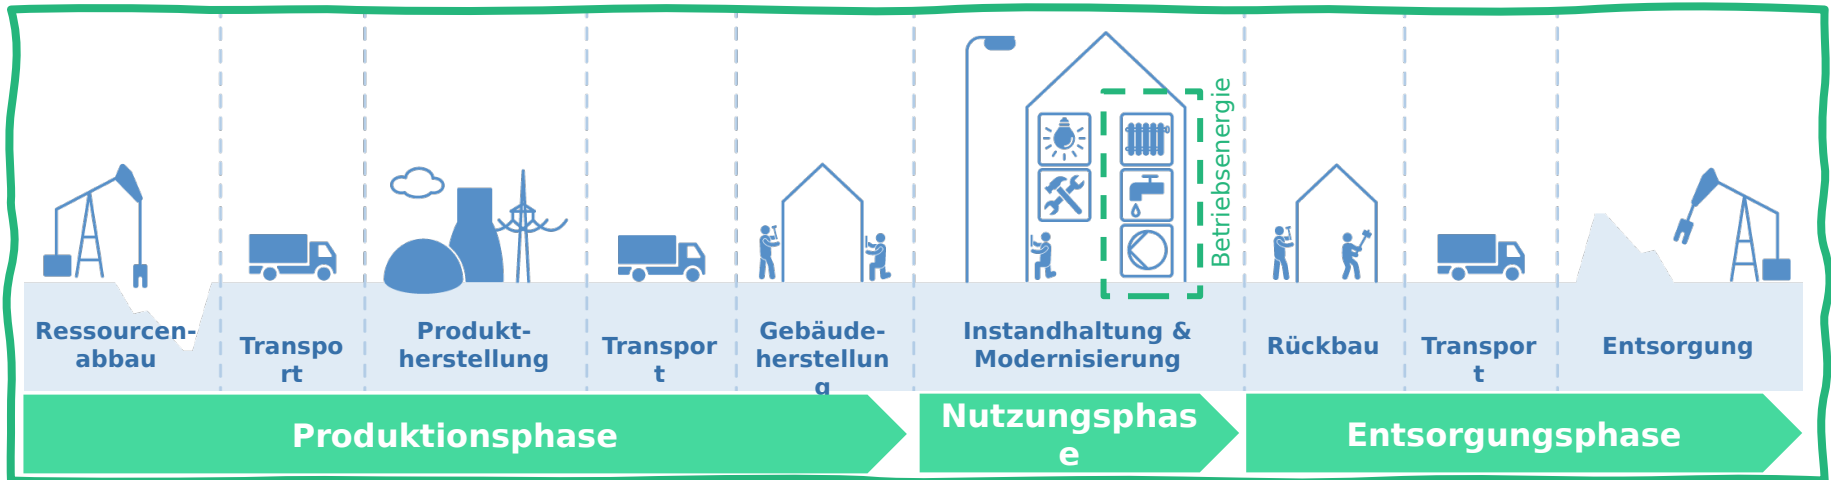 Betriebsenergie
Ressourcen-
abbau
Transpo
rt
Produkt-
herstellung
Transpor
t
Gebäude-
herstellun
g
Instandhaltung &
Modernisierung
Rückbau
Transpor
t
Entsorgung
Produktionsphase
Nutzungsphas
e
Entsorgungsphase